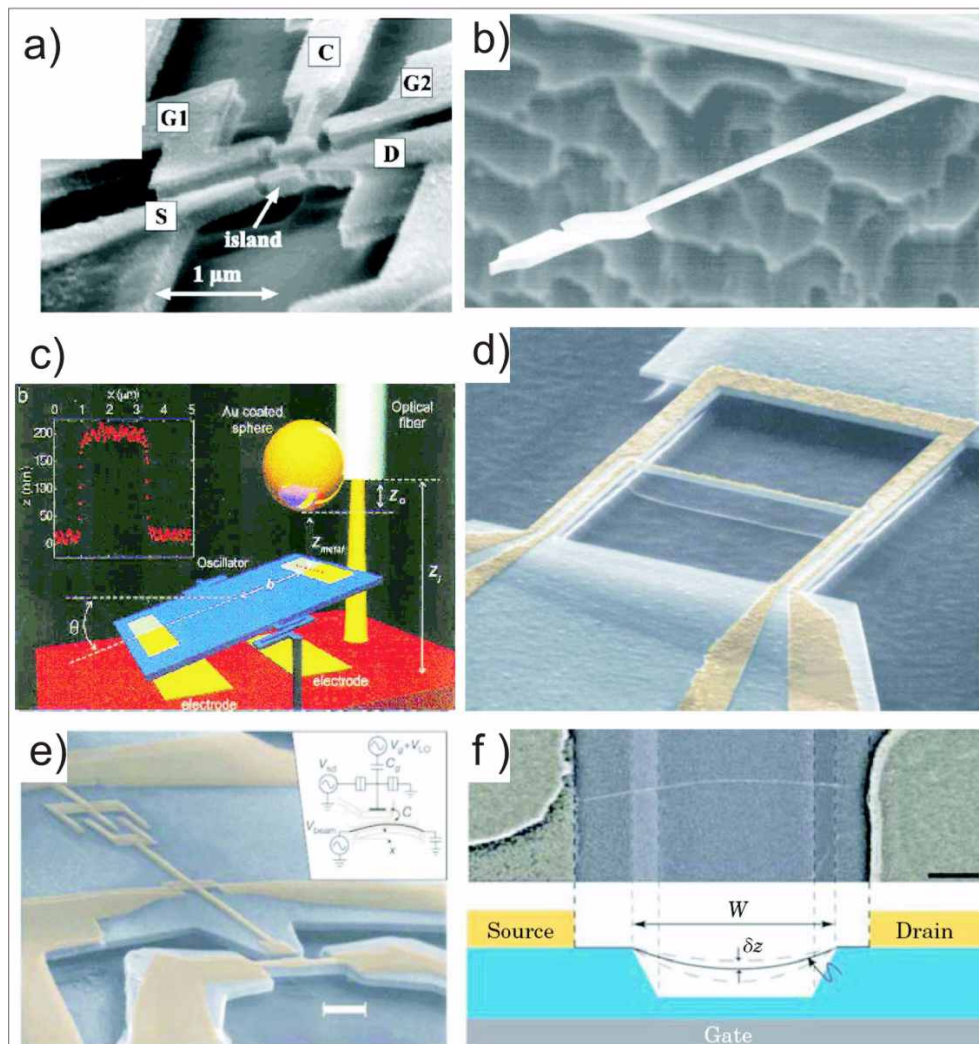 a)
C
G2
G1
D
S
island
1 µm
b)
c)
b
x (µm)
0 1 2 3 4 5
200
150
100
50
0
z (nm)
Au coated
sphere
Optical
fiber
z
metal
z
i
Oscillator
b
θ
electrode
electrode
d)
e)
C
x
f)
W
Source
Drain
δz
Gate